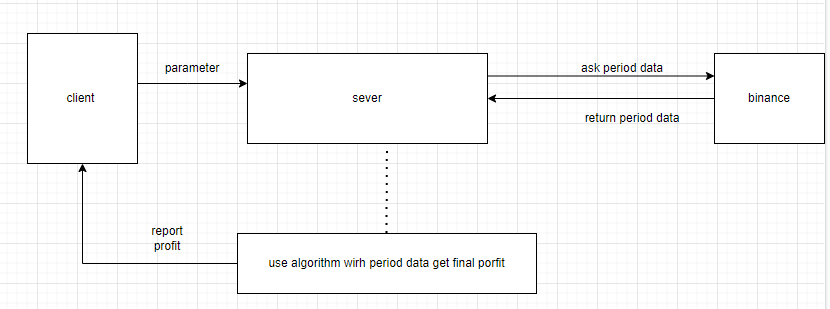 client
parameter
sever
ask period data
return period data
binance
report
profit
use algorithm wirh period data get final porfit